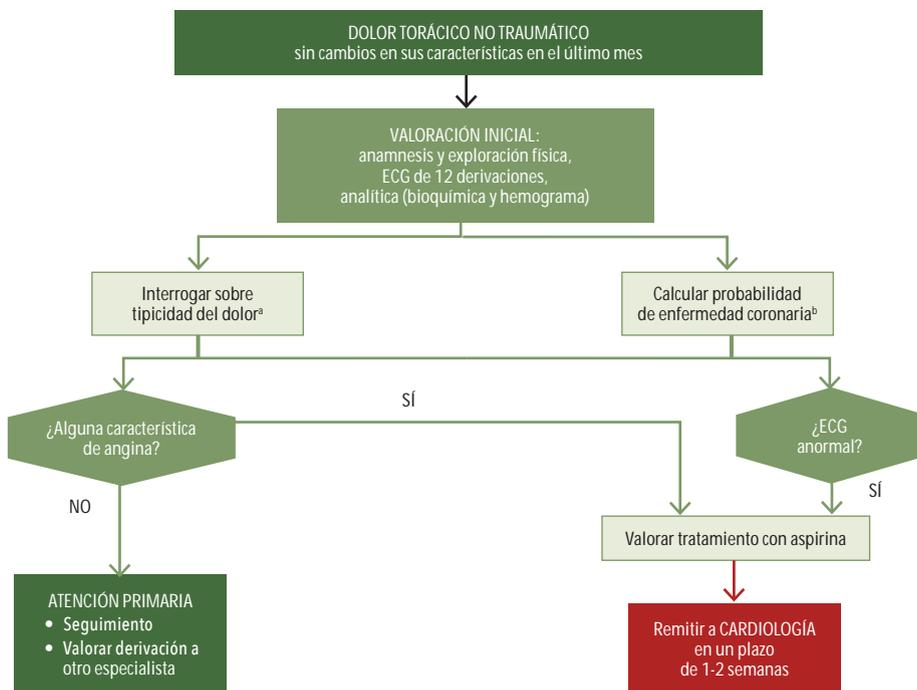 DOLOR TORÁCICO NO TRAUMÁTICO
sin cambios en sus características en el último mes
VALORACIÓN INICIAL:
anamnesis y exploración física,
ECG de 12 derivaciones,
analítica (bioquímica y hemograma)
Interrogar sobre
tipicidad del dolorᵃ
Calcular probabilidad
de enfermedad coronariaᵇ
¿Alguna característica
de angina?
SÍ
¿ECG
anormal?
SÍ
NO
Valorar tratamiento con aspirina
ATENCIÓN PRIMARIA
• Seguimiento
• Valorar derivación a
otro especialista
Remitir a CARDIOLOGÍA
en un plazo
de 1-2 semanas